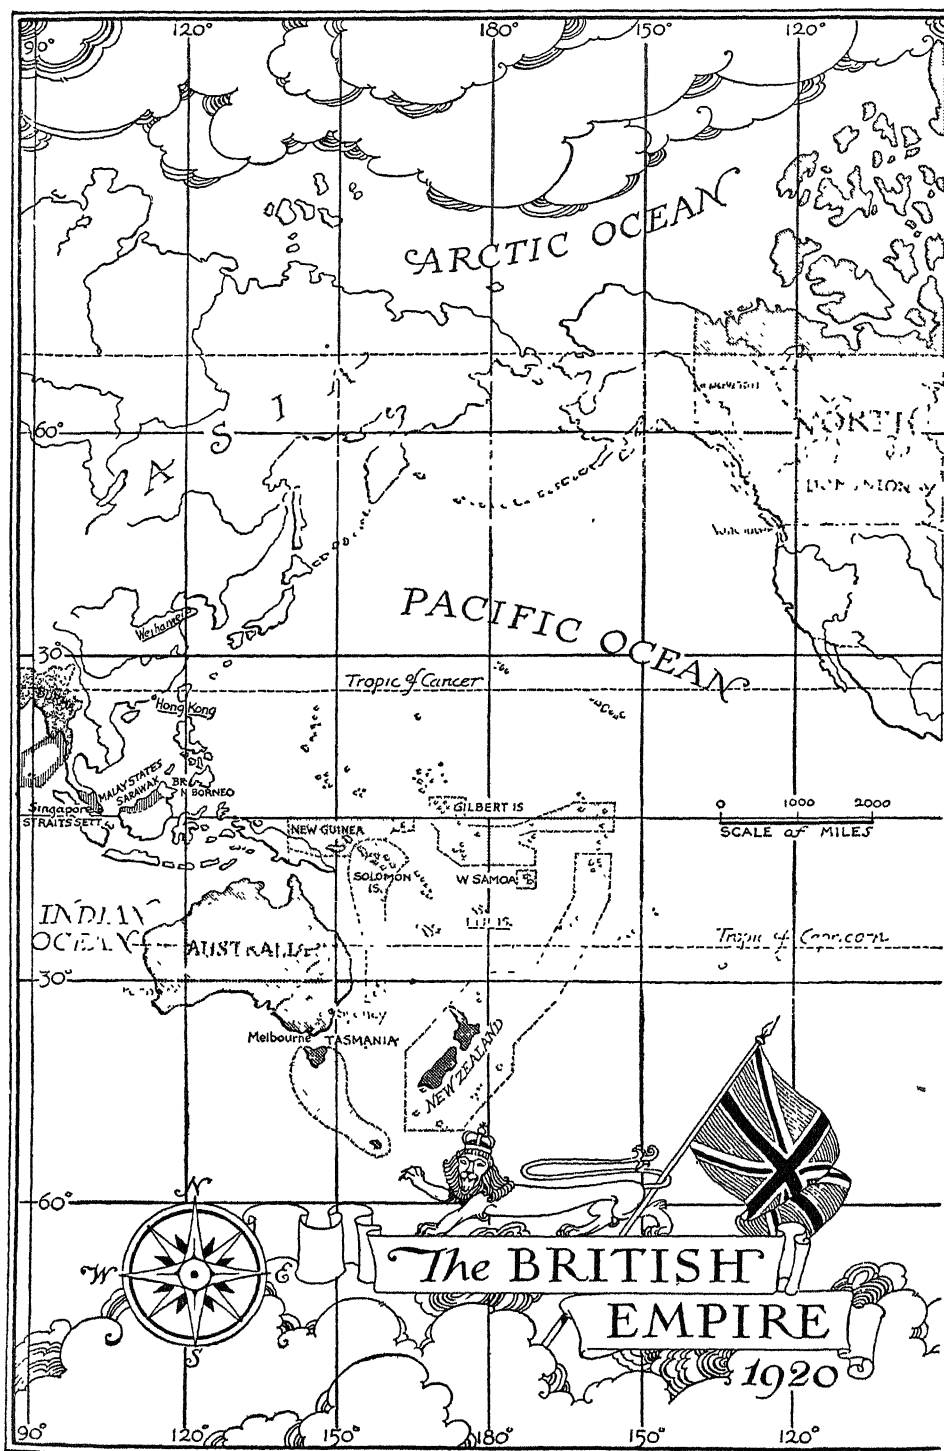 90° 120° 180° 150° 120°
ARCTIC OCEAN
60°
ASI
NORTH
DOMINION
PACIFIC OCEAN
Weihaiwei
30°
Tropic of Cancer
Hong Kong
MALAY STATES
SARAWAK
BR.
N BORNEO
Singapore
STRAITS SETT.
GILBERT IS
0 1000 2000
SCALE of MILES
NEW GUINEA
SOLOMON
IS.
W SAMOA
INDIAN
OCEAN
AUSTRALIA
Tropic of Capricorn
30°
Melbourne
TASMANIA
NEW ZEALAND
60°
N
W E
S
The BRITISH
EMPIRE
1920
90° 120° 150° 180° 150° 120°